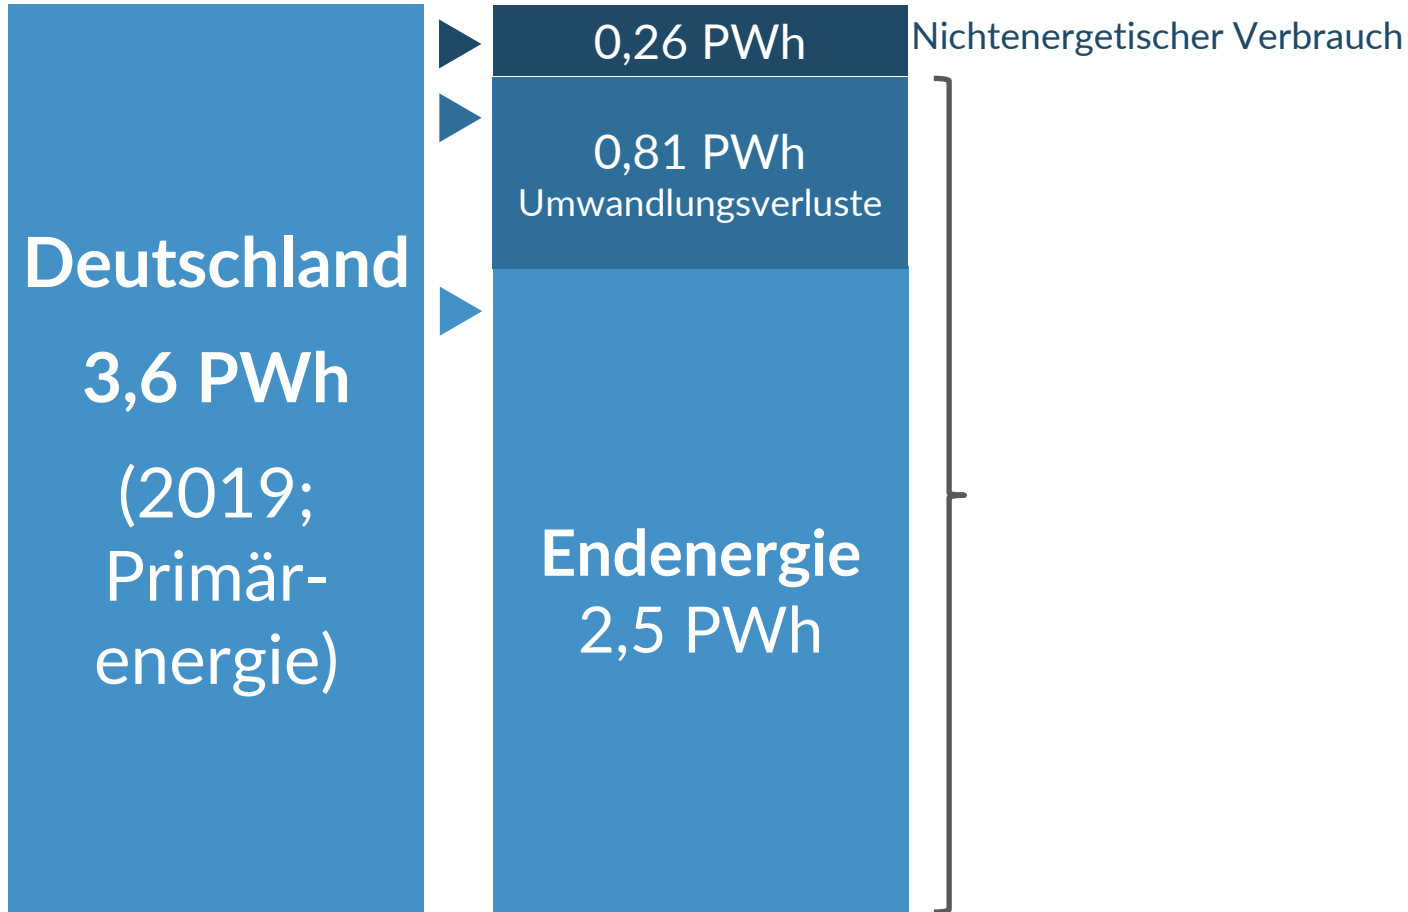 Deutschland
3,6 PWh
(2019;
Primär-
energie)
0,26 PWh
Nichtenergetischer Verbrauch
0,81 PWh
Umwandlungsverluste
Endenergie
2,5 PWh